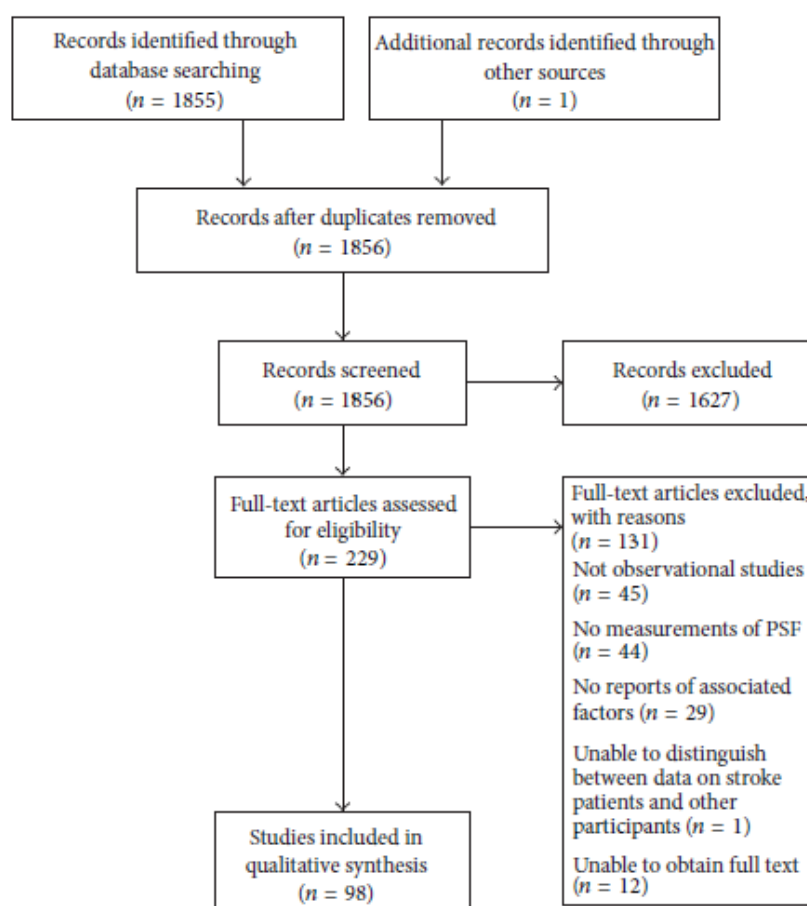 Records identified through
database searching
(n = 1855)
Additional records identified through
other sources
(n = 1)
Records after duplicates removed
(n = 1856)
Records screened
(n = 1856)
Records excluded
(n = 1627)
Full-text articles assessed
for eligibility
(n = 229)
Full-text articles excluded,
with reasons
(n = 131)
Not observational studies
(n = 45)
No measurements of PSF
(n = 44)
No reports of associated
factors (n = 29)
Unable to distinguish
between data on stroke
patients and other
participants (n = 1)
Unable to obtain full text
(n = 12)
Studies included in
qualitative synthesis
(n = 98)